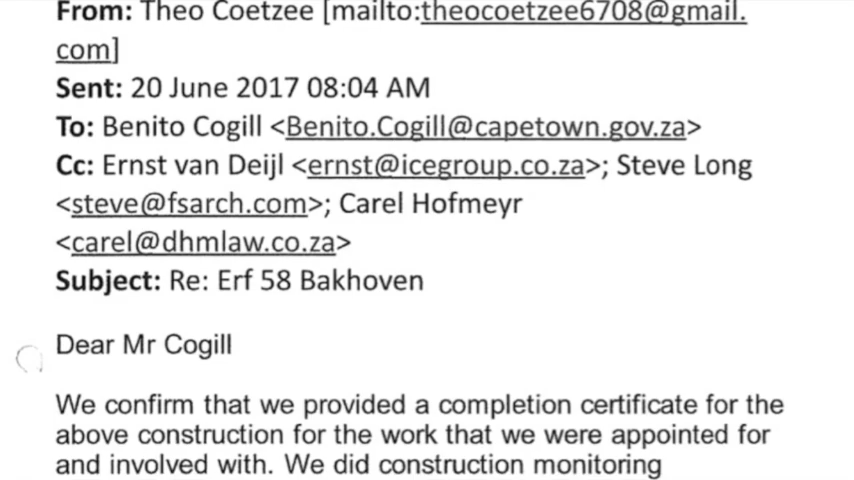 From: Theo Coetzee [mailto:theocoetzee6708@gmail.
com]
Sent: 20 June 2017 08:04 AM
To: Benito Cogill <Benito.Cogill@capetown.gov.za>
Cc: Ernst van Deijl <ernst@icegroup.co.za>; Steve Long
<steve@fsarch.com>; Carel Hofmeyr
<carel@dhmlaw.co.za>
Subject: Re: Erf 58 Bakhoven
Dear Mr Cogill
We confirm that we provided a completion certificate for the
above construction for the work that we were appointed for
and involved with. We did construction monitoring